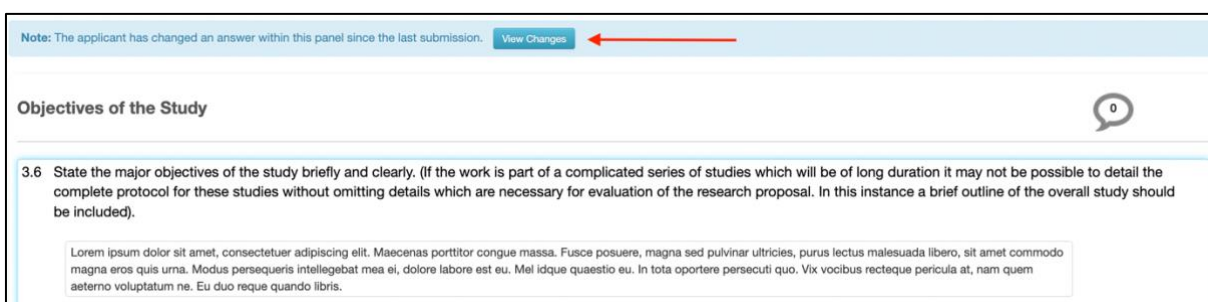 Note: The applicant has changed an answer within this panel since the last submission. View Changes
Objectives of the Study
0
3.6 State the major objectives of the study briefly and clearly. (If the work is part of a complicated series of studies which will be of long duration it may not be possible to detail the
complete protocol for these studies without omitting details which are necessary for evaluation of the research proposal. In this instance a brief outline of the overall study should
be included).
Lorem ipsum dolor sit amet, consectetuer adipiscing elit. Maecenas porttitor congue massa. Fusce posuere, magna sed pulvinar ultricies, purus lectus malesuada libero, sit amet commodo
magna eros quis urna. Modus persequeris intellegebat mea ei, dolore labore est eu. Mel idque quaestio eu. In tota oportere persecuti quo. Vix vocibus recteque pericula at, nam quem
aeterno voluptatum ne. Eu duo reque quando libris.